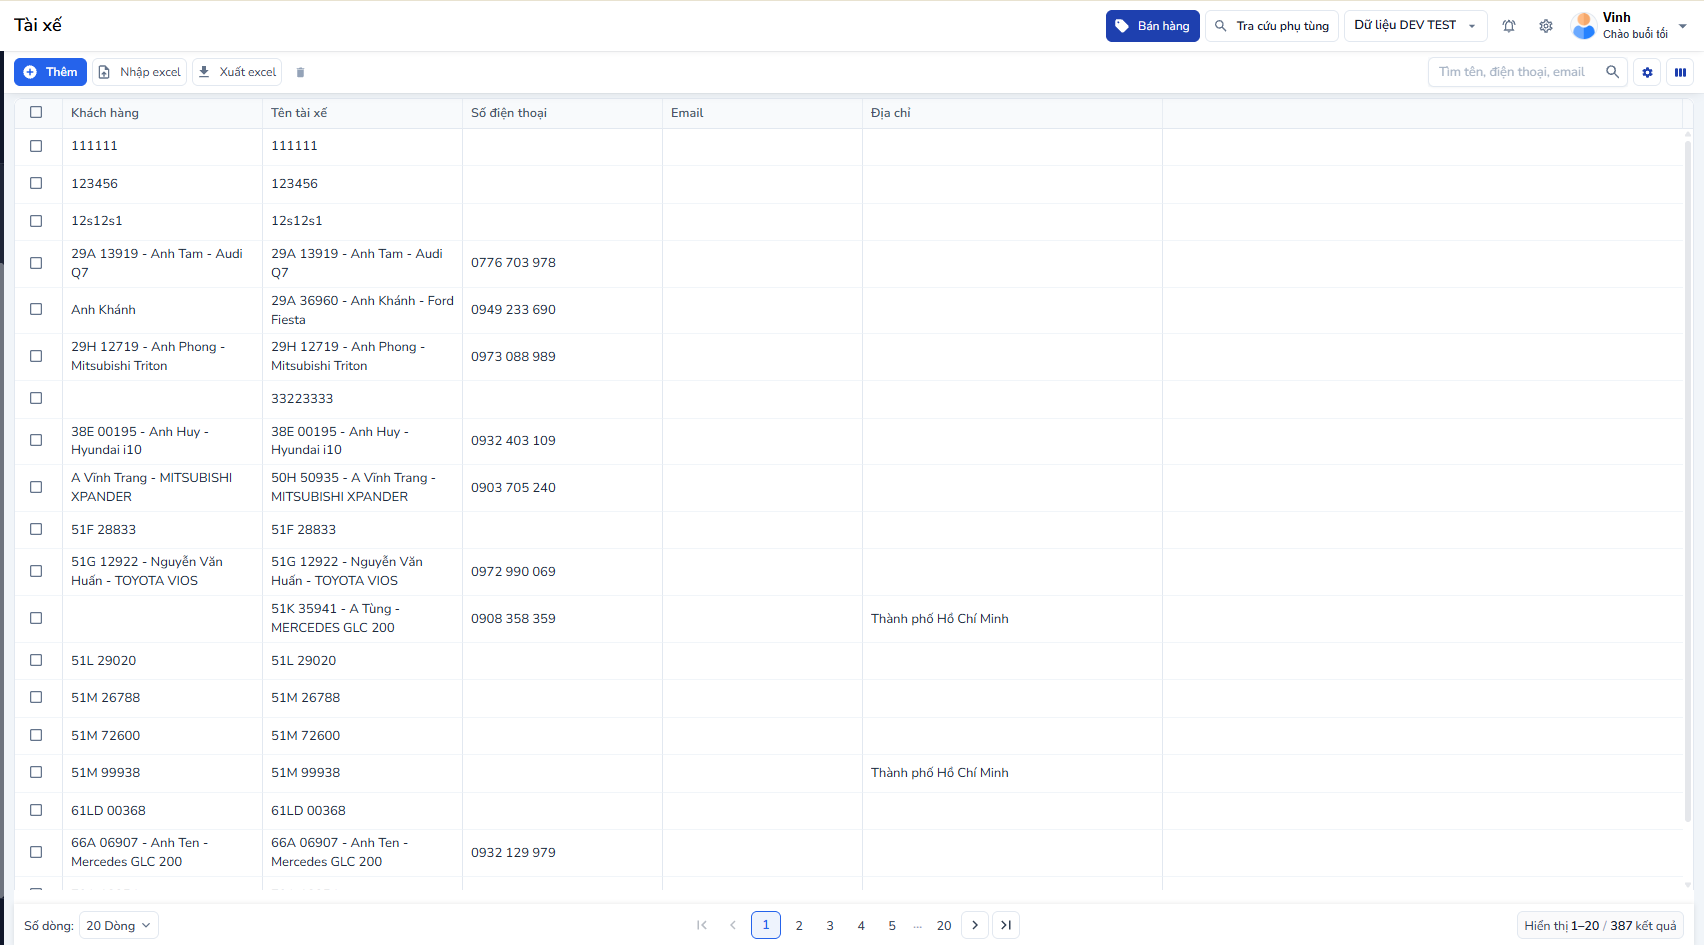 Tài xế
Bán hàng
Tra cứu phụ tùng
Dữ liệu DEV TEST
Vinh
Chào buổi tối
Thêm
Nhập excel
Xuất excel
Tìm tên, điện thoại, email
Khách hàng Tên tài xế Số điện thoại Email Địa chỉ
111111 111111
123456 123456
12s12s1 12s12s1
29A 13919 - Anh Tam - Audi 29A 13919 - Anh Tam - Audi
Q7 Q7 0776 703 978
Anh Khánh 29A 36960 - Anh Khánh - Ford
Fiesta 0949 233 690
29H 12719 - Anh Phong - 29H 12719 - Anh Phong -
Mitsubishi Triton Mitsubishi Triton 0973 088 989
33223333
38E 00195 - Anh Huy - 38E 00195 - Anh Huy -
Hyundai i10 Hyundai i10 0932 403 109
A Vĩnh Trang - MITSUBISHI 50H 50935 - A Vĩnh Trang -
XPANDER MITSUBISHI XPANDER 0903 705 240
51F 28833 51F 28833
51G 12922 - Nguyễn Văn 51G 12922 - Nguyễn Văn
Huấn - TOYOTA VIOS Huấn - TOYOTA VIOS 0972 990 069
51K 35941 - A Tùng -
MERCEDES GLC 200 0908 358 359 Thành phố Hồ Chí Minh
51L 29020 51L 29020
51M 26788 51M 26788
51M 72600 51M 72600
51M 99938 51M 99938 Thành phố Hồ Chí Minh
61LD 00368 61LD 00368
66A 06907 - Anh Ten - 66A 06907 - Anh Ten -
Mercedes GLC 200 Mercedes GLC 200 0932 129 979
Số dòng: 20 Dòng
1 2 3 4 5 ... 20
Hiển thị 1–20 / 387 kết quả